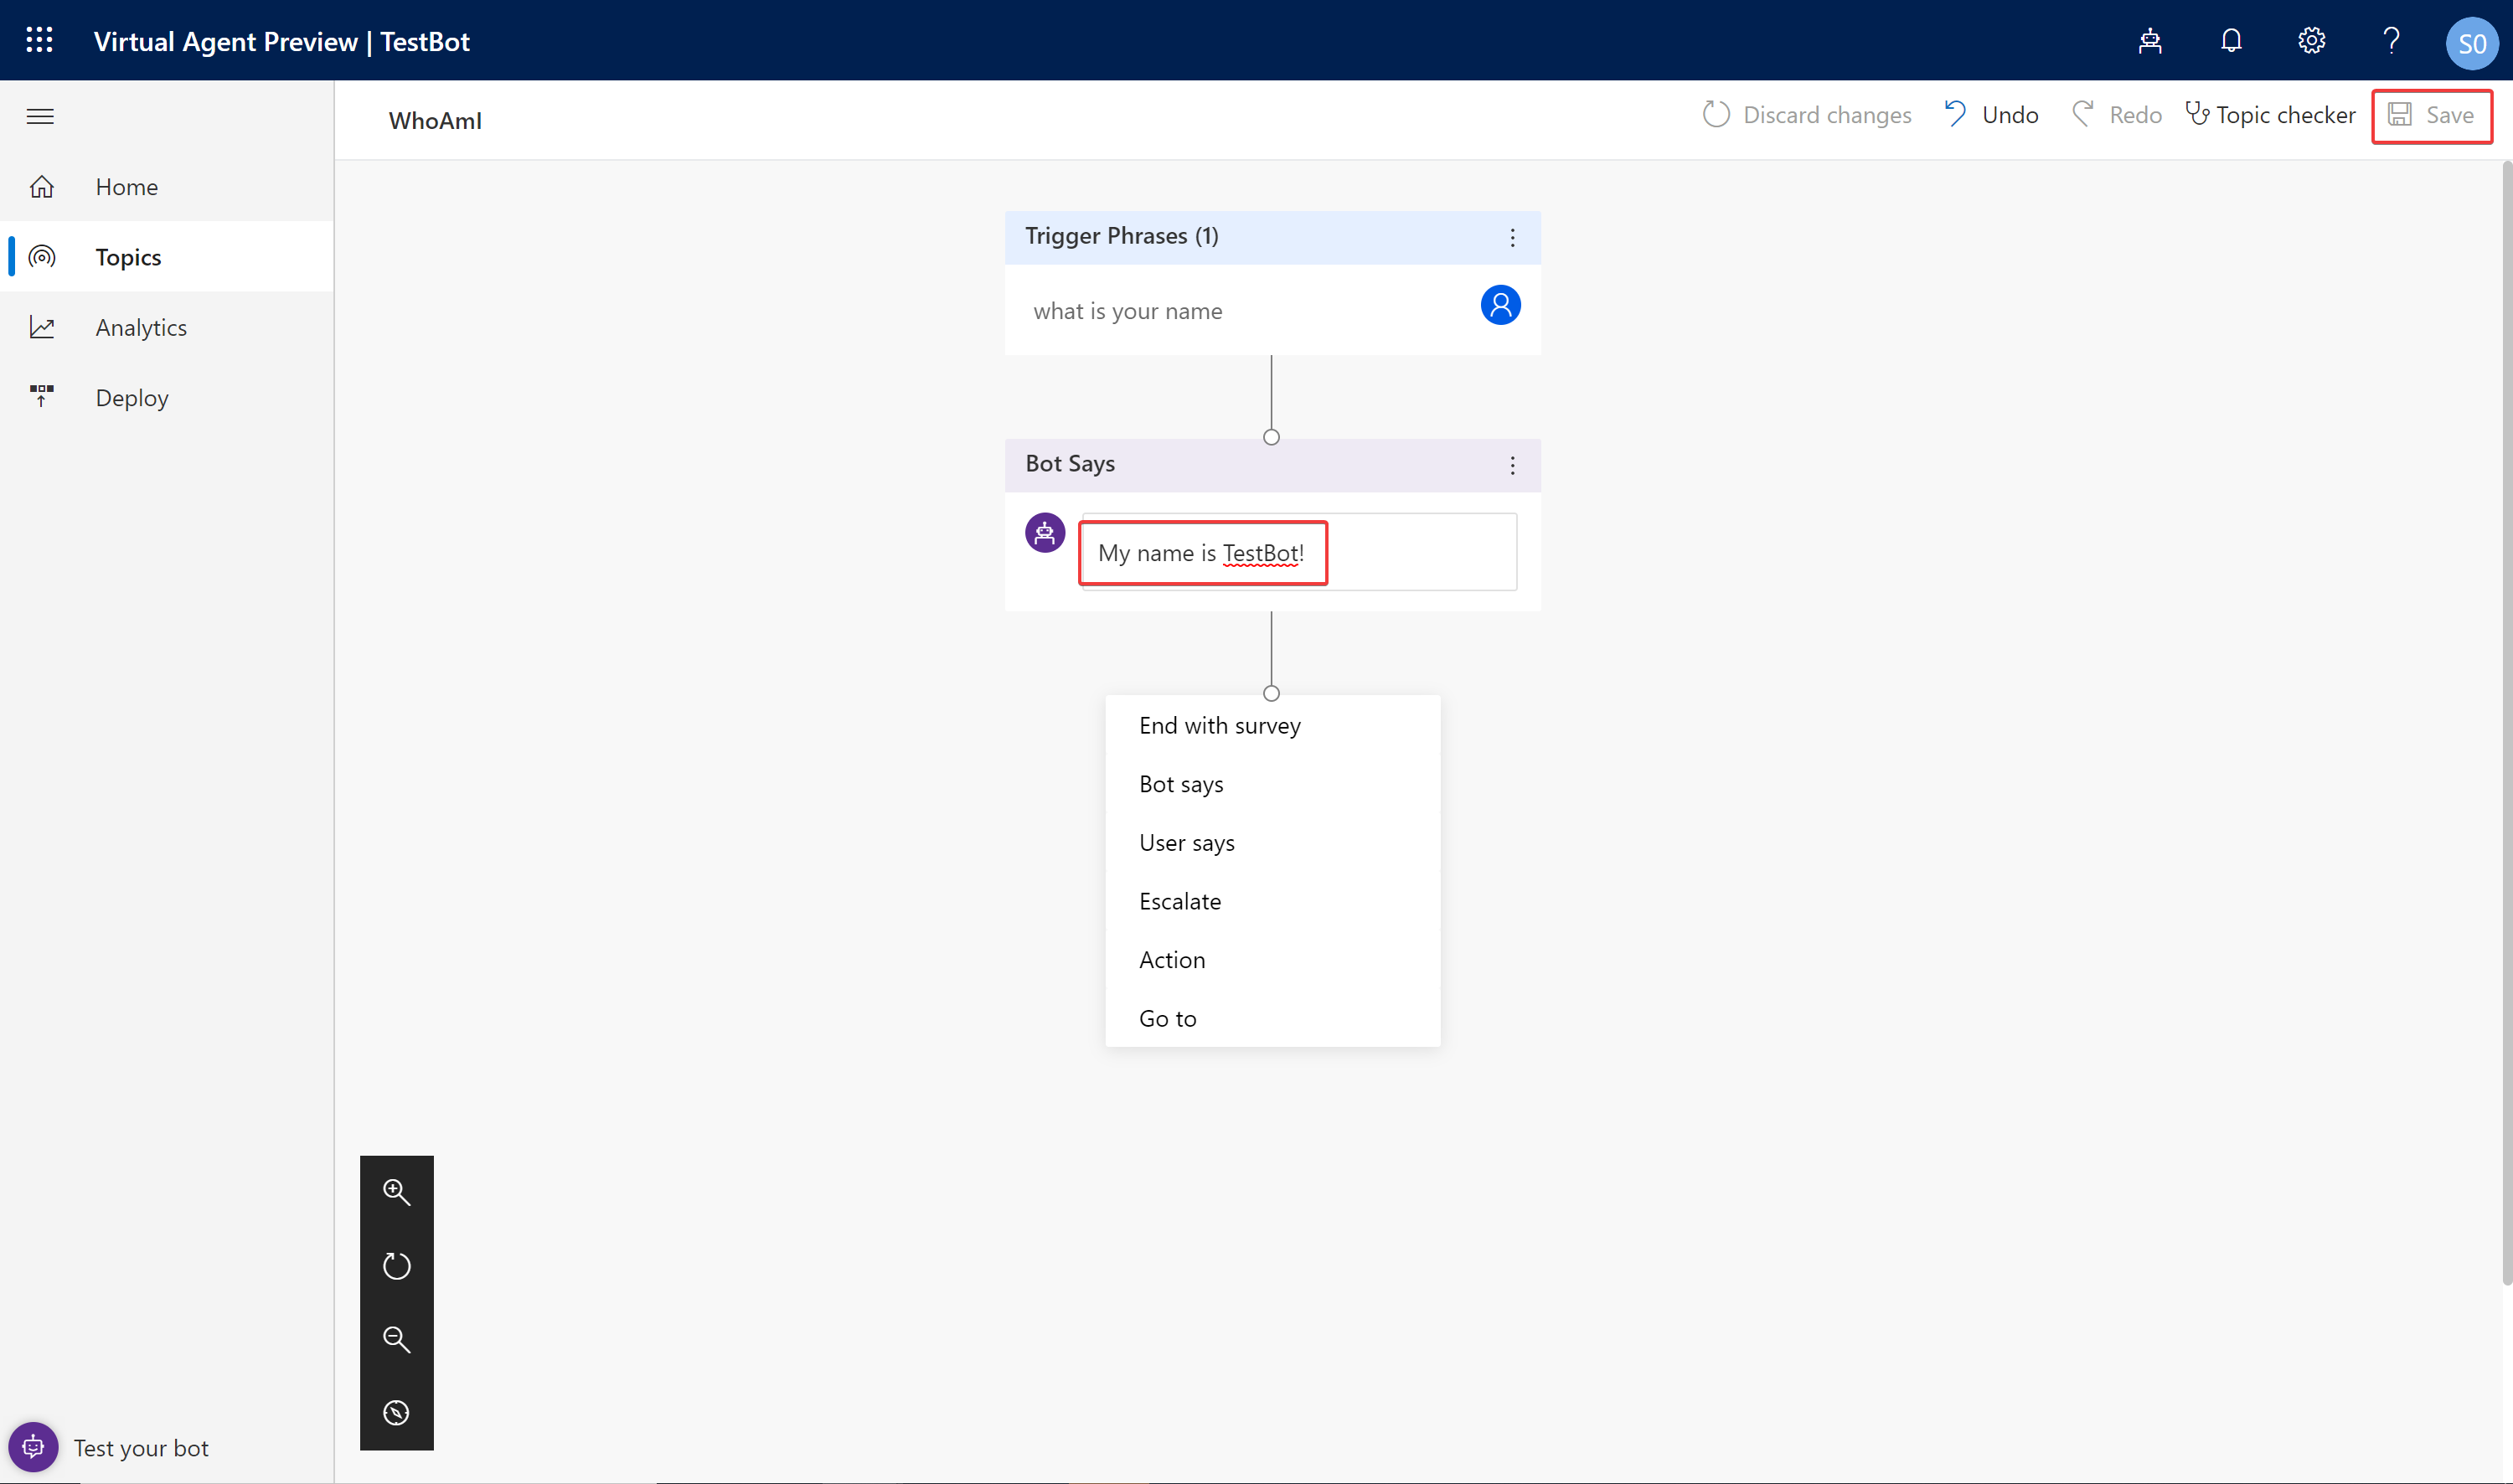 Virtual Agent Preview | TestBot
S0
WhoAmI
Discard changes
Undo
Redo
Topic checker
Save
Home
Topics
Analytics
Deploy
Trigger Phrases (1)
what is your name
Bot Says
My name is TestBot!
End with survey
Bot says
User says
Escalate
Action
Go to
Test your bot